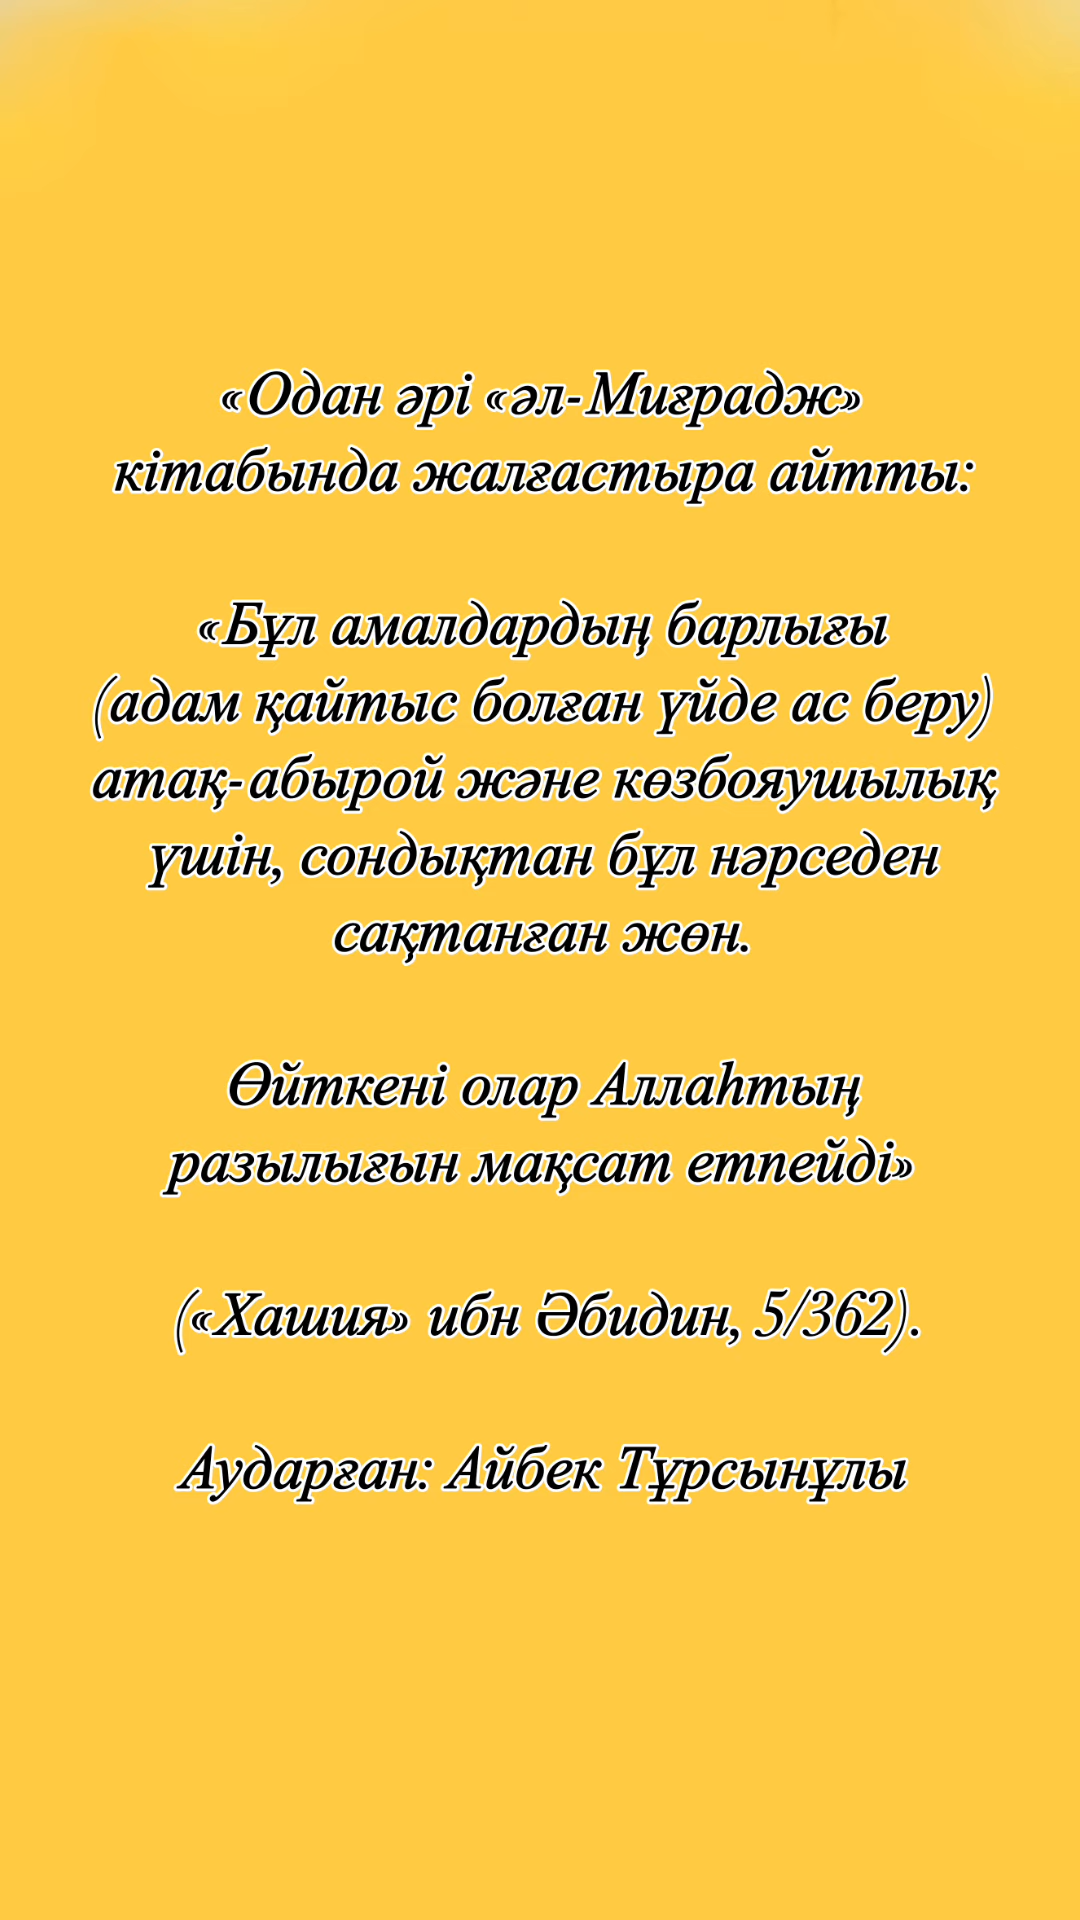 «Одан әрі «әл-Миғрадж»
кітабында жалғастыра айтты:
«Бұл амалдардың барлығы
(адам қайтыс болған үйде ас беру)
атақ-абырой және көзбояушылық
үшін, сондықтан бұл нәрседен
сақтанған жөн.
Өйткені олар Аллаһтың
разылығын мақсат етпейді»
(«Хашия» ибн Әбидин, 5/362).
Аударған: Айбек Тұрсынұлы